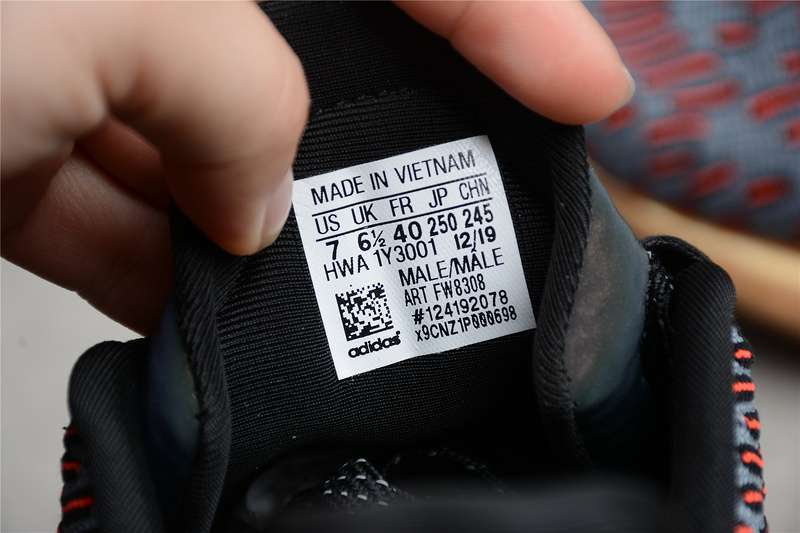 MADE IN VIETNAM
US UK FR JP CHN
7 6½ 40 250 245
HWA 1Y3001 12/19
MALE/MÂLE
ART FW8308
#124192078
X9CNZ1P000698
adidas